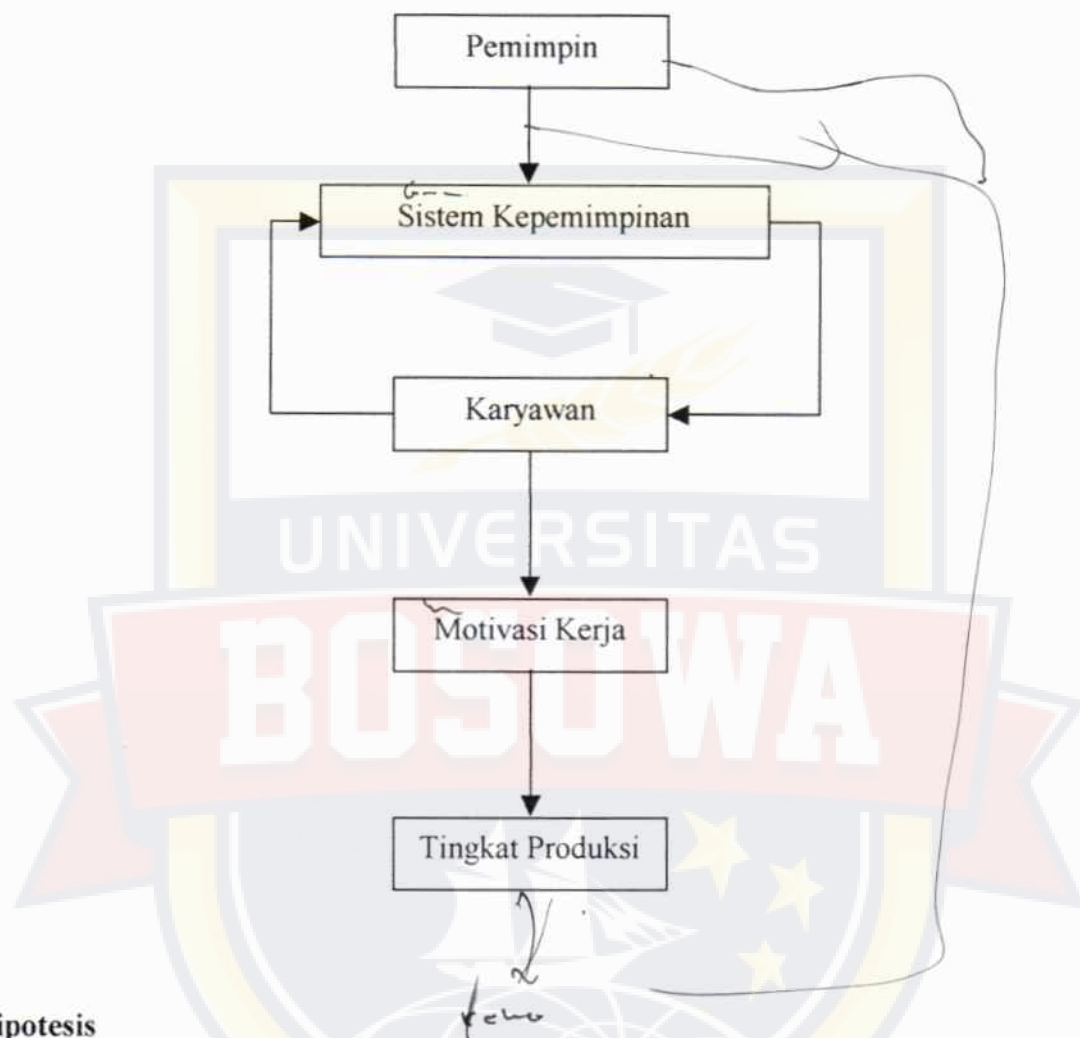 Pemimpin
Sistem Kepemimpinan
Karyawan
UNIVERSITAS
Motivasi Kerja
BOSOWA
Tingkat Produksi
ipotesis